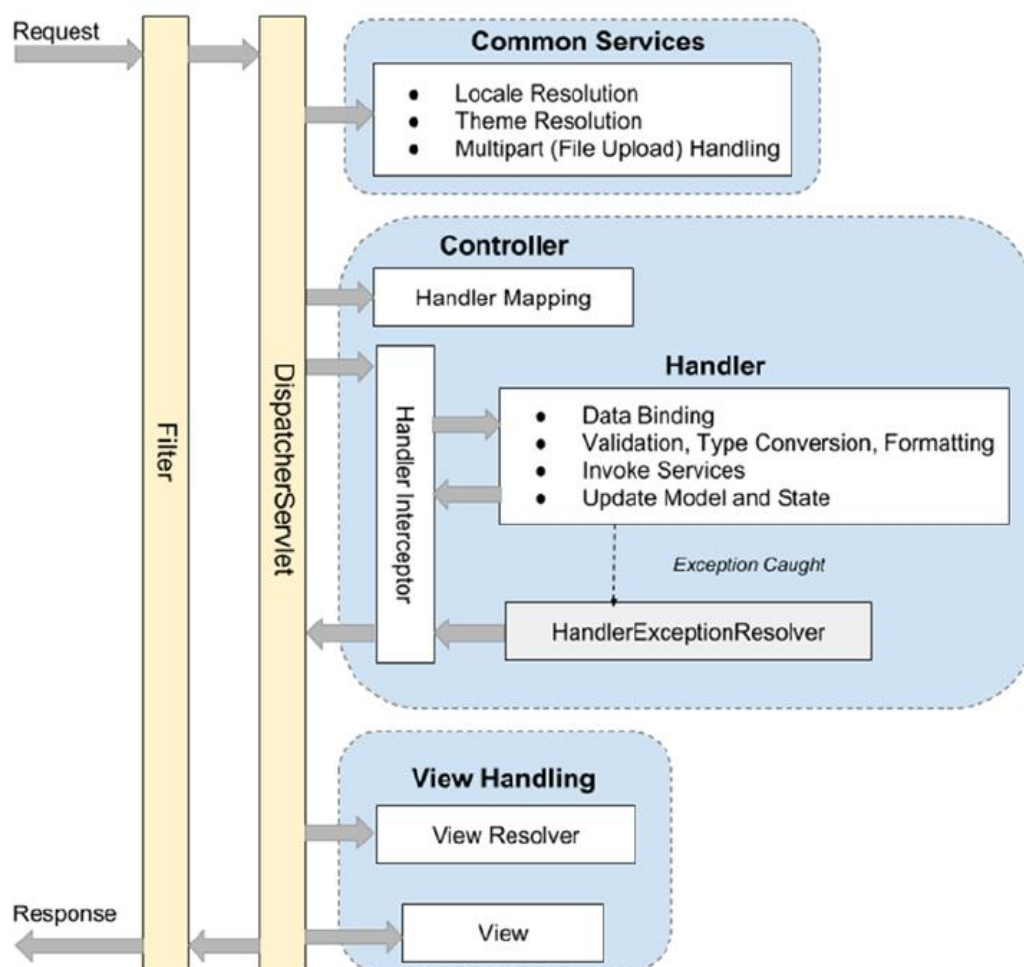 Request
Common Services
● Locale Resolution
● Theme Resolution
● Multipart (File Upload) Handling
Controller
Handler Mapping
Handler
● Data Binding
● Validation, Type Conversion, Formatting
● Invoke Services
● Update Model and State
Filter
DispatcherServlet
Handler Interceptor
Exception Caught
HandlerExceptionResolver
View Handling
View Resolver
Response
View